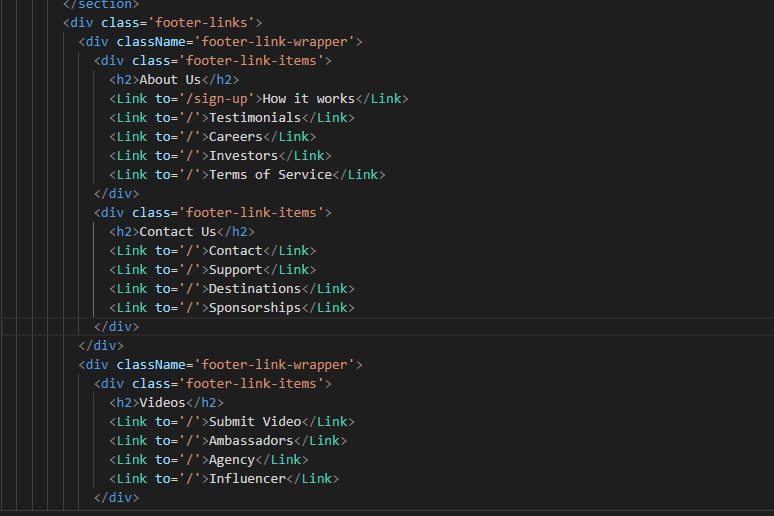 </section>
<div class='footer-links'>
<div className='footer-link-wrapper'>
<div class='footer-link-items'>
<h2>About Us</h2>
<Link to='/sign-up'>How it works</Link>
<Link to='/'>Testimonials</Link>
<Link to='/'>Careers</Link>
<Link to='/'>Investors</Link>
<Link to='/'>Terms of Service</Link>
</div>
<div class='footer-link-items'>
<h2>Contact Us</h2>
<Link to='/'>Contact</Link>
<Link to='/'>Support</Link>
<Link to='/'>Destinations</Link>
<Link to='/'>Sponsorships</Link>
</div>
</div>
<div className='footer-link-wrapper'>
<div class='footer-link-items'>
<h2>Videos</h2>
<Link to='/'>Submit Video</Link>
<Link to='/'>Ambassadors</Link>
<Link to='/'>Agency</Link>
<Link to='/'>Influencer</Link>
</div>